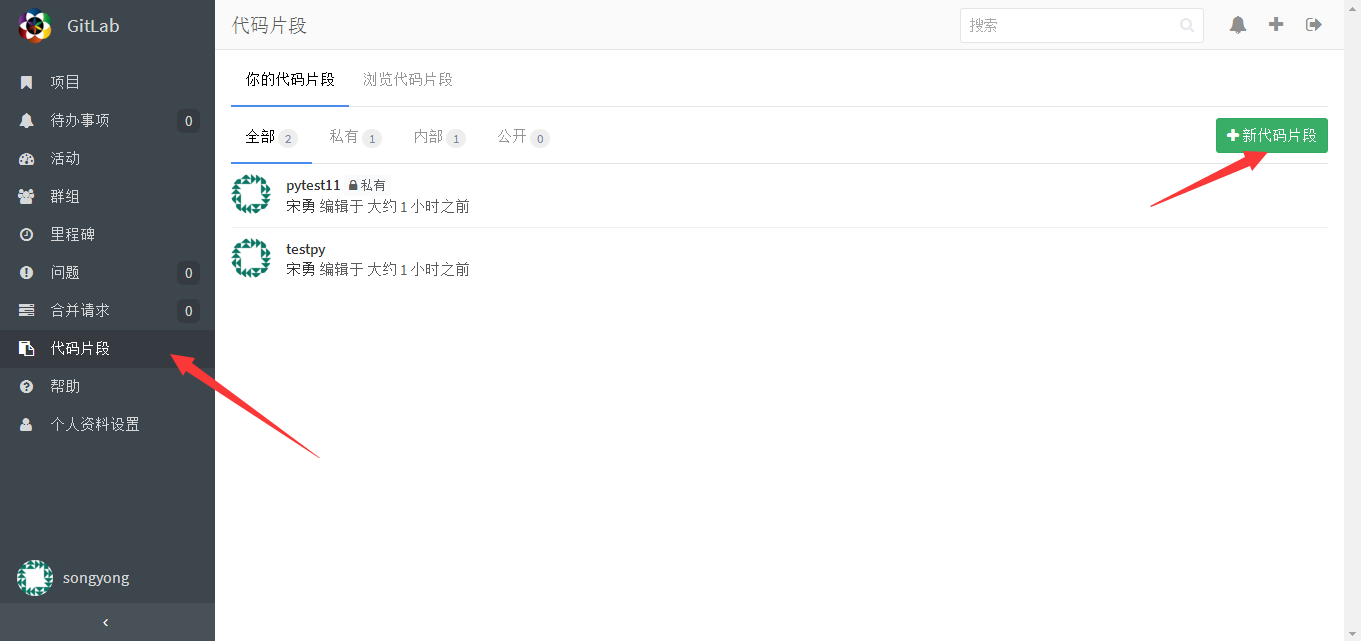 GitLab
项目
待办事项 0
活动
群组
里程碑
问题 0
合并请求 0
代码片段
帮助
个人资料设置
songyong
代码片段
搜索
你的代码片段 浏览代码片段
全部 2 私有 1 内部 1 公开 0
新代码片段
pytest11 私有
宋勇 编辑于 大约 1 小时之前
testpy
宋勇 编辑于 大约 1 小时之前